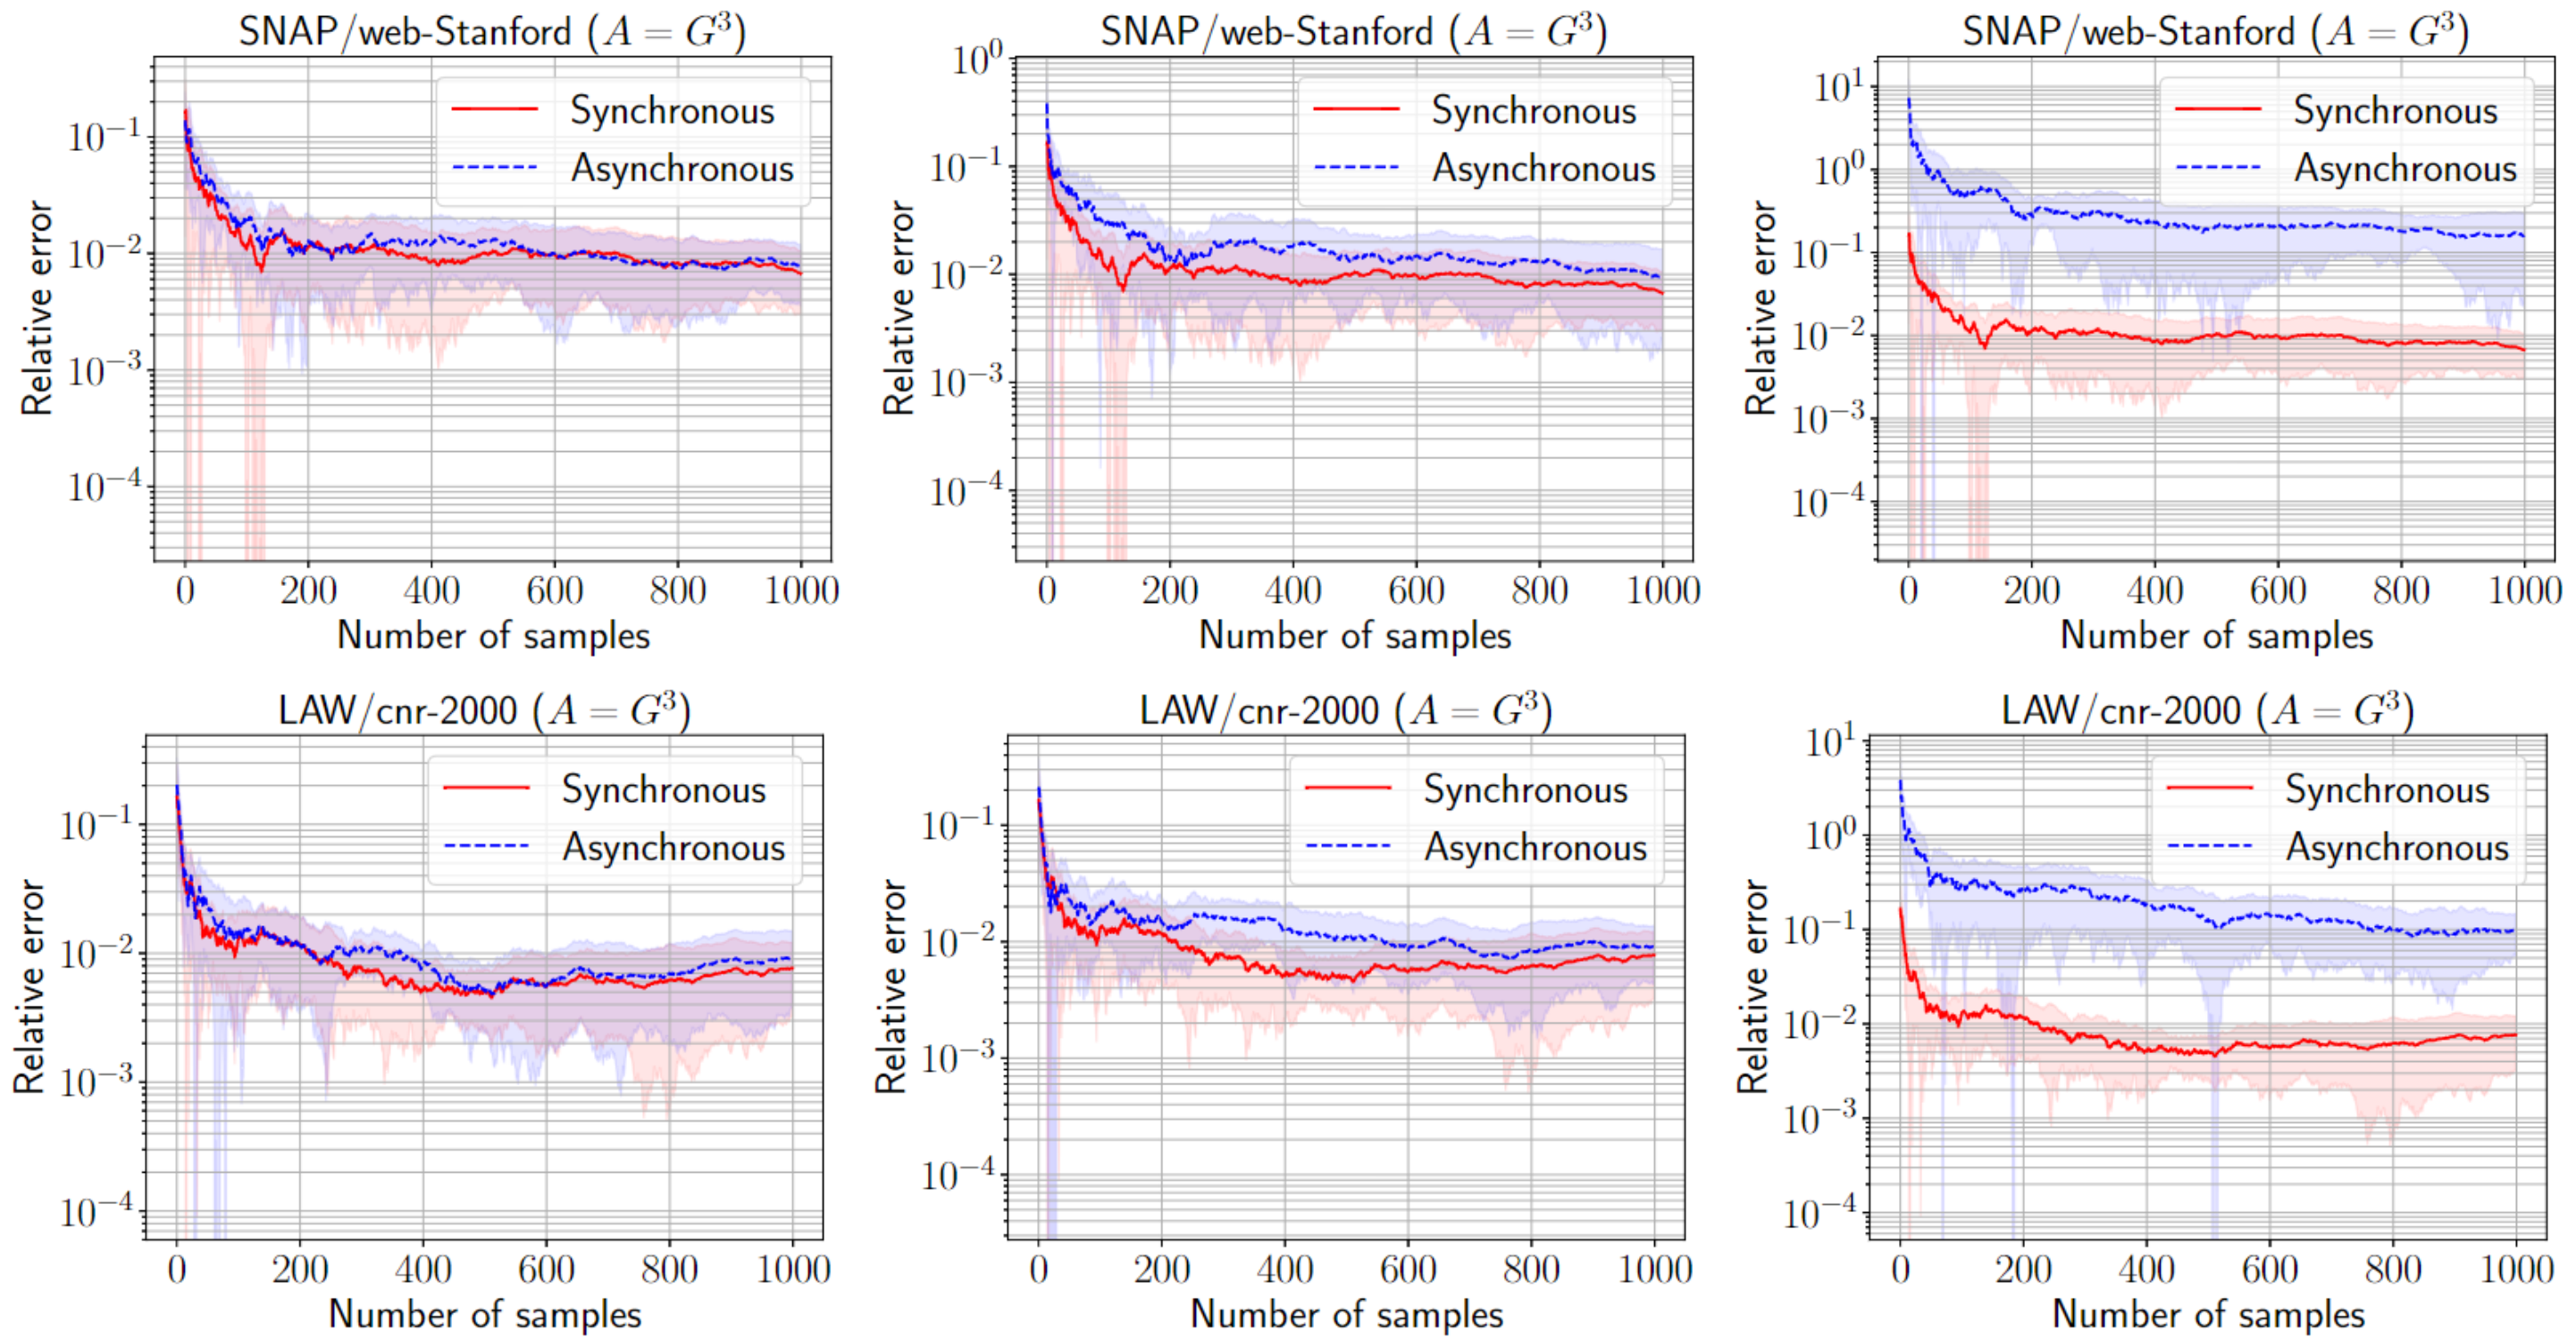 SNAP/web-Stanford (A = G³)
Synchronous
Asynchronous
Relative error
10⁻¹
10⁻²
10⁻³
10⁻⁴
0 200 400 600 800 1000
Number of samples
SNAP/web-Stanford (A = G³)
Synchronous
Asynchronous
Relative error
10⁰
10⁻¹
10⁻²
10⁻³
10⁻⁴
0 200 400 600 800 1000
Number of samples
SNAP/web-Stanford (A = G³)
Synchronous
Asynchronous
Relative error
10¹
10⁰
10⁻¹
10⁻²
10⁻³
10⁻⁴
0 200 400 600 800 1000
Number of samples
LAW/cnr-2000 (A = G³)
Synchronous
Asynchronous
Relative error
10⁻¹
10⁻²
10⁻³
10⁻⁴
0 200 400 600 800 1000
Number of samples
LAW/cnr-2000 (A = G³)
Synchronous
Asynchronous
Relative error
10⁻¹
10⁻²
10⁻³
10⁻⁴
0 200 400 600 800 1000
Number of samples
LAW/cnr-2000 (A = G³)
Synchronous
Asynchronous
Relative error
10¹
10⁰
10⁻¹
10⁻²
10⁻³
10⁻⁴
0 200 400 600 800 1000
Number of samples